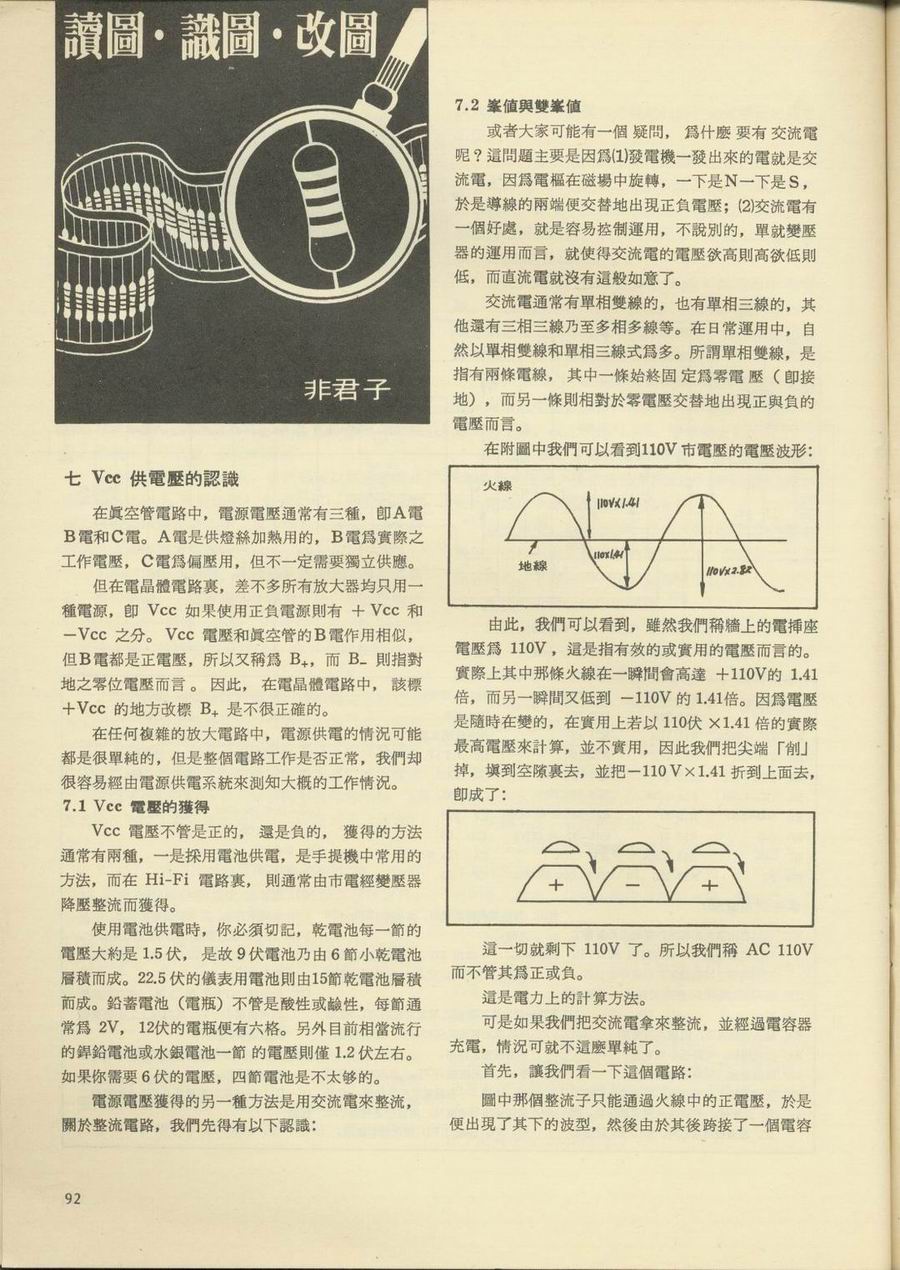 讀圖·識圖·改圖
非君子
七 Vcc 供電壓的認識
在眞空管電路中，電源電壓通常有三種，卽A電
B電和C電。A電是供燈絲加熱用的，B電爲實際之
工作電壓，C電爲偏壓用，但不一定需要獨立供應。
但在電晶體電路裏，差不多所有放大器均只用一
種電源，卽 Vcc 如果使用正負電源則有 ＋Vcc 和
－Vcc 之分。Vcc 電壓和眞空管的B電作用相似，
但B電都是正電壓，所以又稱爲 B₊，而 B₋ 則指對
地之零位電壓而言。因此，在電晶體電路中，該標
＋Vcc 的地方改標 B₊ 是不很正確的。
在任何複雜的放大電路中，電源供電的情況可能
都是很單純的，但是整個電路工作是否正常，我們却
很容易經由電源供電系統來測知大概的工作情況。
7.1 Vcc 電壓的獲得
Vcc 電壓不管是正的，還是負的，獲得的方法
通常有兩種，一是採用電池供電，是手提機中常用的
方法，而在 Hi-Fi 電路裏，則通常由市電經變壓器
降壓整流而獲得。
使用電池供電時，你必須切記，乾電池每一節的
電壓大約是 1.5 伏，是故 9 伏電池乃由 6 節小乾電池
層積而成。22.5 伏的儀表用電池則由15節乾電池層積
而成。鉛蓄電池（電瓶）不管是酸性或鹼性，每節通
常爲 2V，12伏的電瓶便有六格。另外目前相當流行
的銲鉛電池或水銀電池一節的電壓則僅 1.2 伏左右。
如果你需要 6 伏的電壓，四節電池是不太够的。
電源電壓獲得的另一種方法是用交流電來整流，
關於整流電路，我們先得有以下認識：
92
7.2 峯値與雙峯値
或者大家可能有一個疑問，爲什麼要有交流電
呢？這問題主要是因爲(1)發電機一發出來的電就是交
流電，因爲電樞在磁場中旋轉，一下是N一下是S，
於是導線的兩端便交替地出現正負電壓；(2)交流電有
一個好處，就是容易控制運用，不說別的，單就變壓
器的運用而言，就使得交流電的電壓欲高則高欲低則
低，而直流電就沒有這般如意了。
交流電通常有單相雙線的，也有單相三線的，其
他還有三相三線乃至多相多線等。在日常運用中，自
然以單相雙線和單相三線式爲多。所謂單相雙線，是
指有兩條電線，其中一條始終固定爲零電壓（卽接
地），而另一條則相對於零電壓交替地出現正與負的
電壓而言。
在附圖中我們可以看到110V市電壓的電壓波形：
火線
110V×1.41
地線
110×1.41
110V×2.82
由此，我們可以看到，雖然我們稱牆上的電揷座
電壓爲 110V，這是指有效的或實用的電壓而言的。
實際上其中那條火線在一瞬間會高達 ＋110V的 1.41
倍，而另一瞬間又低到 －110V 的 1.41倍。因爲電壓
是隨時在變的，在實用上若以 110伏 ×1.41 倍的實際
最高電壓來計算，並不實用，因此我們把尖端「削」
掉，塡到空隙裏去，並把－110V×1.41 折到上面去，
卽成了：
＋ － ＋
這一切就剩下 110V 了。所以我們稱 AC 110V
而不管其爲正或負。
這是電力上的計算方法。
可是如果我們把交流電拿來整流，並經過電容器
充電，情況可就不這麼單純了。
首先，讓我們看一下這個電路：
圖中那個整流子只能通過火線中的正電壓，於是
便出現了其下的波型，然後由於其後跨接了一個電容